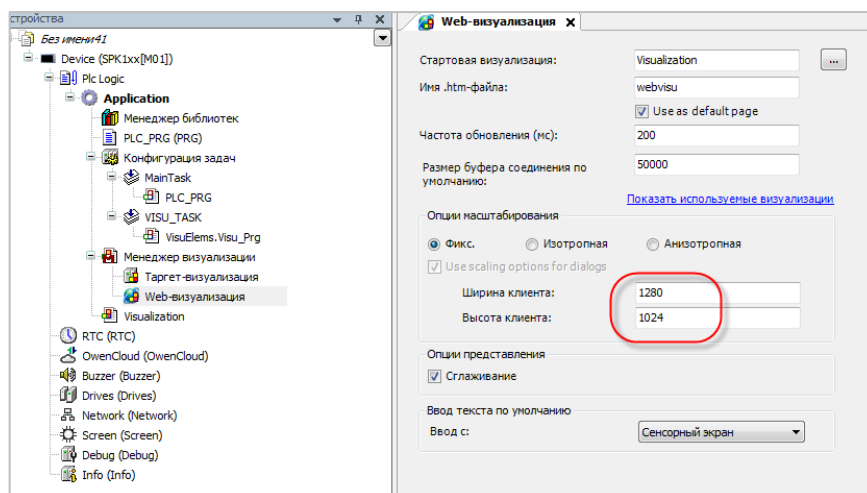 стройства
Без имени41
Device (SPK1xx[M01])
Plc Logic
Application
Менеджер библиотек
PLC_PRG (PRG)
Конфигурация задач
MainTask
PLC_PRG
VISU_TASK
VisuElems.Visu_Prg
Менеджер визуализации
Таргет-визуализация
Web-визуализация
Visualization
RTC (RTC)
OwenCloud (OwenCloud)
Buzzer (Buzzer)
Drives (Drives)
Network (Network)
Screen (Screen)
Debug (Debug)
Info (Info)
Web-визуализация
Стартовая визуализация: Visualization ...
Имя .htm-файла: webvisu
Use as default page
Частота обновления (мс): 200
Размер буфера соединения по 50000
умолчанию:
Показать используемые визуализации
Опции масштабирования
Фикс. Изотропная Анизотропная
Use scaling options for dialogs
Ширина клиента: 1280
Высота клиента: 1024
Опции представления
Сглаживание
Ввод текста по умолчанию
Ввод с: Сенсорный экран